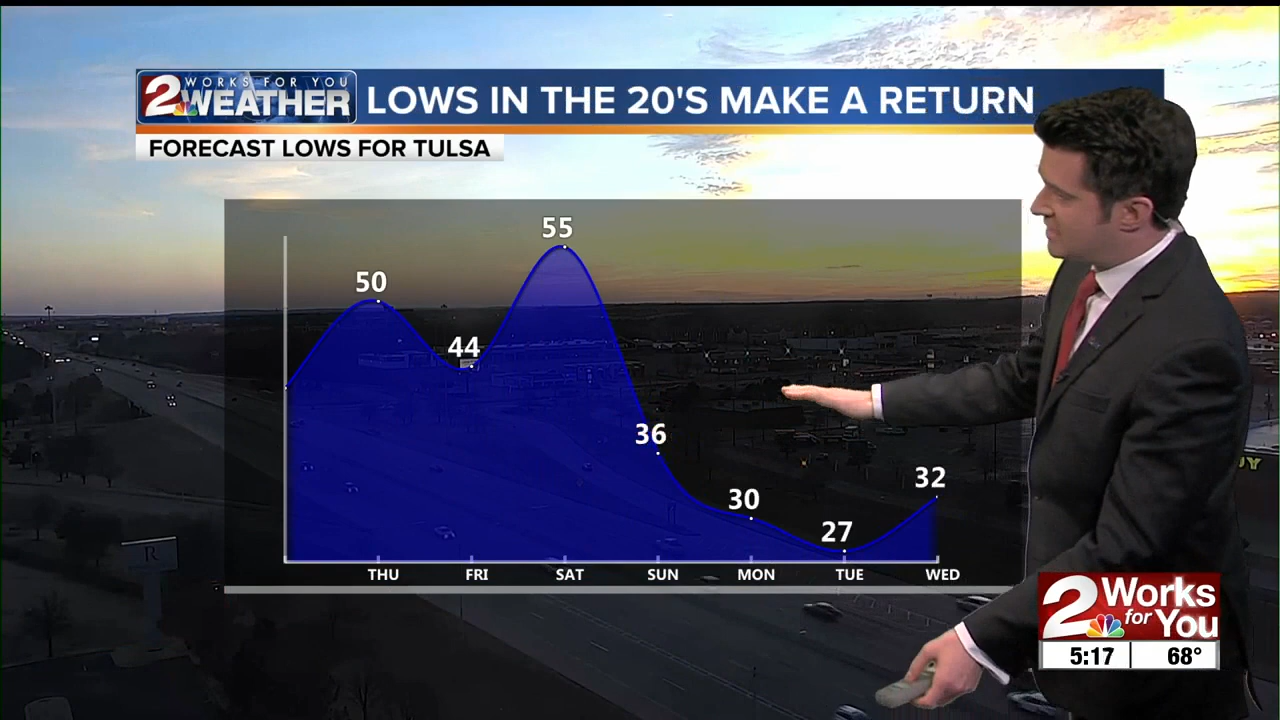 2 WORKS FOR YOU
WEATHER
LOWS IN THE 20'S MAKE A RETURN
FORECAST LOWS FOR TULSA
55
50
44
36
32
30
27
THU FRI SAT SUN MON TUE WED
R
2 Works
for You
5:17 68°